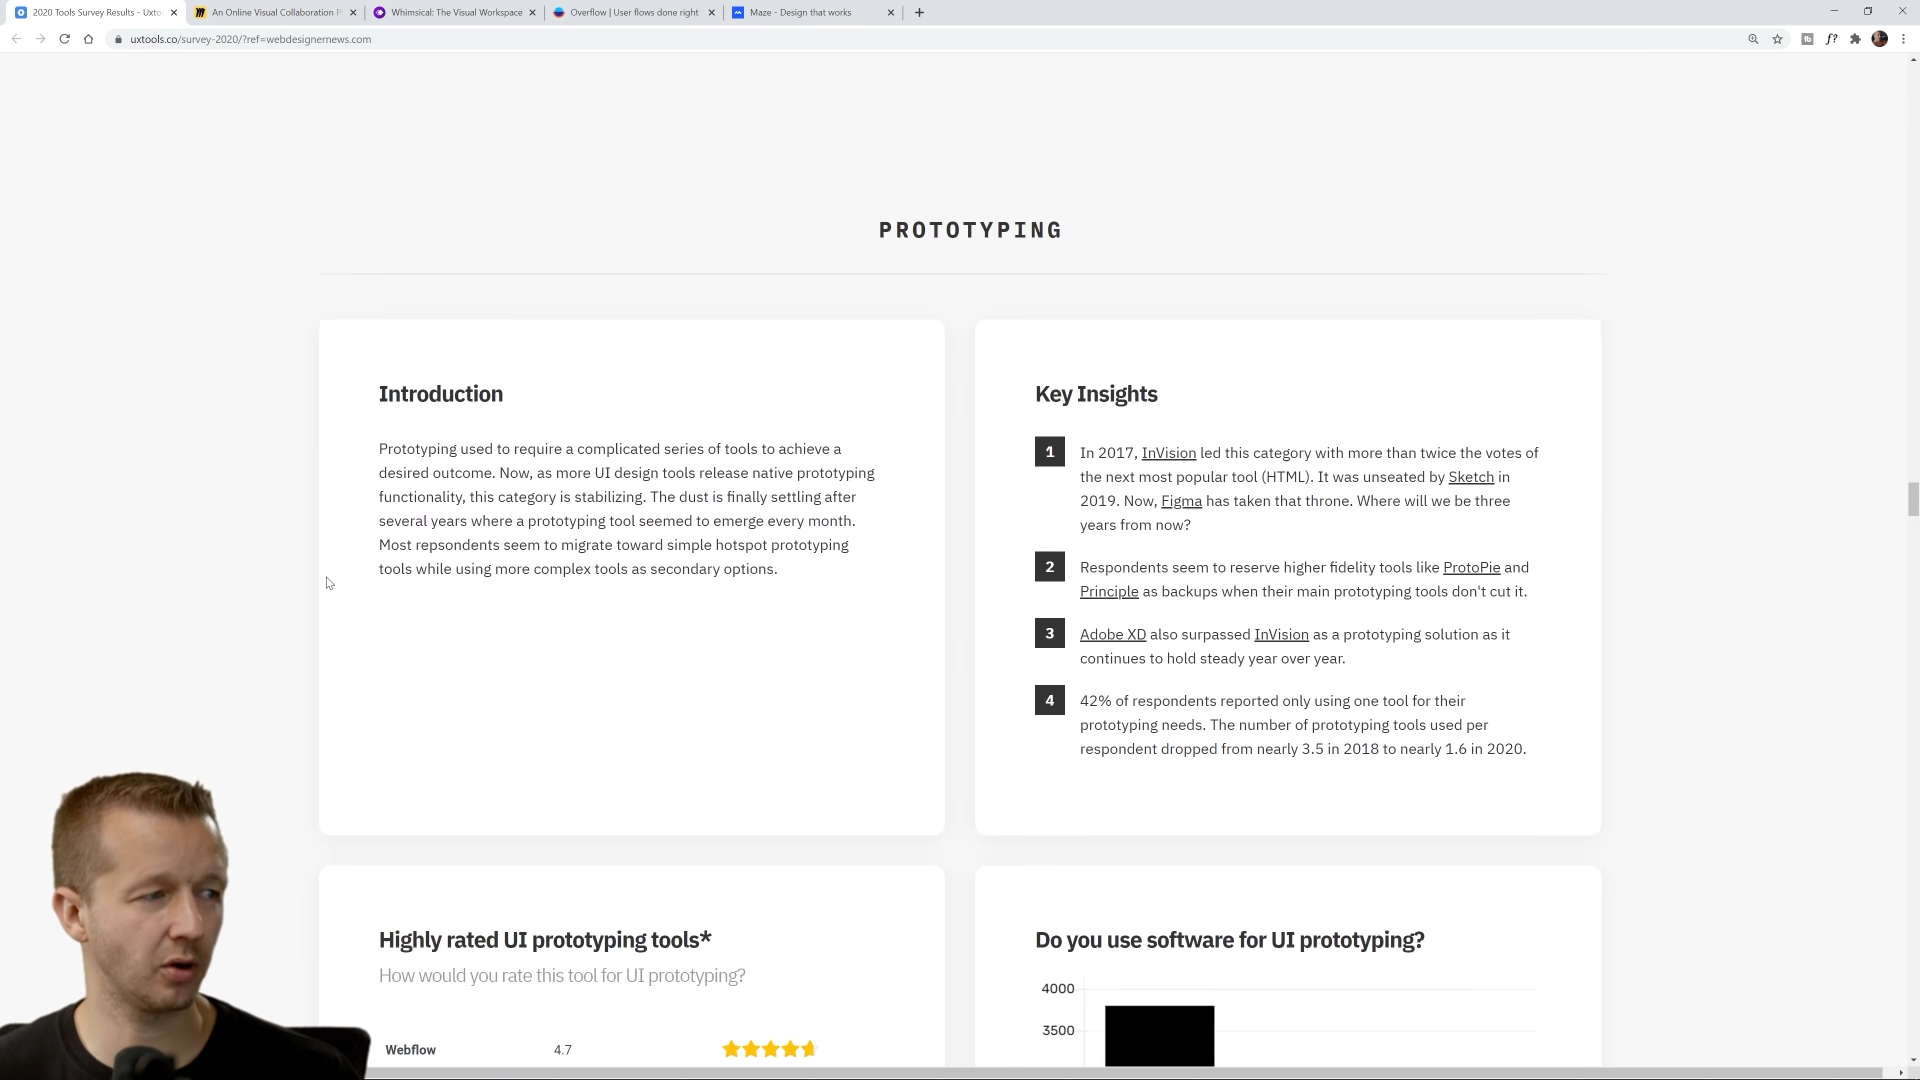 2020 Tools Survey Results - Uxto
An Online Visual Collaboration P
Whimsical: The Visual Workspace
Overflow | User flows done right
Maze - Design that works
uxtools.co/survey-2020/?ref=webdesignernews.com
f?
PROTOTYPING
Introduction
Prototyping used to require a complicated series of tools to achieve a
desired outcome. Now, as more UI design tools release native prototyping
functionality, this category is stabilizing. The dust is finally settling after
several years where a prototyping tool seemed to emerge every month.
Most repsondents seem to migrate toward simple hotspot prototyping
tools while using more complex tools as secondary options.
Key Insights
1
In 2017, InVision led this category with more than twice the votes of
the next most popular tool (HTML). It was unseated by Sketch in
2019. Now, Figma has taken that throne. Where will we be three
years from now?
2
Respondents seem to reserve higher fidelity tools like ProtoPie and
Principle as backups when their main prototyping tools don't cut it.
3
Adobe XD also surpassed InVision as a prototyping solution as it
continues to hold steady year over year.
4
42% of respondents reported only using one tool for their
prototyping needs. The number of prototyping tools used per
respondent dropped from nearly 3.5 in 2018 to nearly 1.6 in 2020.
Highly rated UI prototyping tools*
How would you rate this tool for UI prototyping?
Webflow 4.7
Do you use software for UI prototyping?
4000
3500